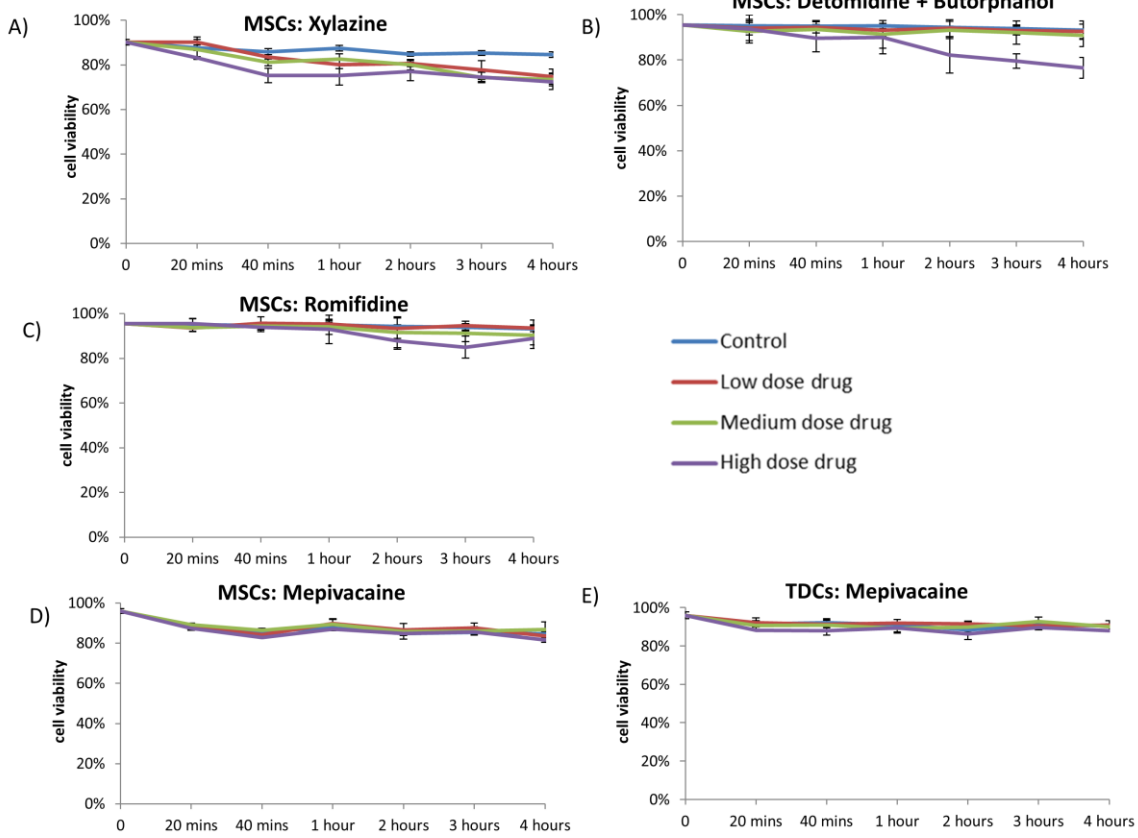 A)
MSCs: Xylazine
cell viability
100%
80%
60%
40%
20%
0%
0 20 mins 40 mins 1 hour 2 hours 3 hours 4 hours
B)
MSCs: Detomidine + Butorphanol
cell viability
100%
80%
60%
40%
20%
0%
0 20 mins 40 mins 1 hour 2 hours 3 hours 4 hours
C)
MSCs: Romifidine
cell viability
100%
80%
60%
40%
20%
0%
0 20 mins 40 mins 1 hour 2 hours 3 hours 4 hours
Control
Low dose drug
Medium dose drug
High dose drug
D)
MSCs: Mepivacaine
cell viability
100%
80%
60%
40%
20%
0%
0 20 mins 40 mins 1 hour 2 hours 3 hours 4 hours
E)
TDCs: Mepivacaine
cell viability
100%
80%
60%
40%
20%
0%
0 20 mins 40 mins 1 hour 2 hours 3 hours 4 hours